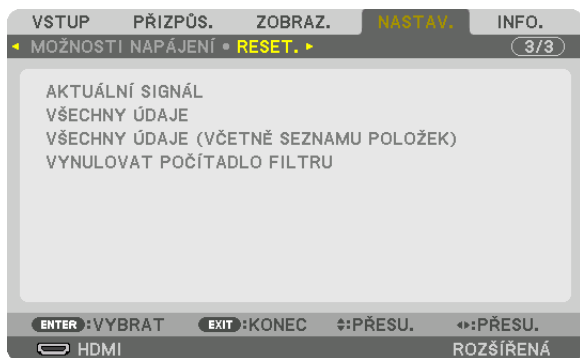 VSTUP PŘIZPŮS. ZOBRAZ. NASTAV. INFO.
MOŽNOSTI NAPÁJENÍ • RESET. 3/3
AKTUÁLNÍ SIGNÁL
VŠECHNY ÚDAJE
VŠECHNY ÚDAJE (VČETNĚ SEZNAMU POLOŽEK)
VYNULOVAT POČÍTADLO FILTRU
ENTER :VYBRAT EXIT :KONEC :PŘESU. :PŘESU.
HDMI ROZŠÍŘENÁ